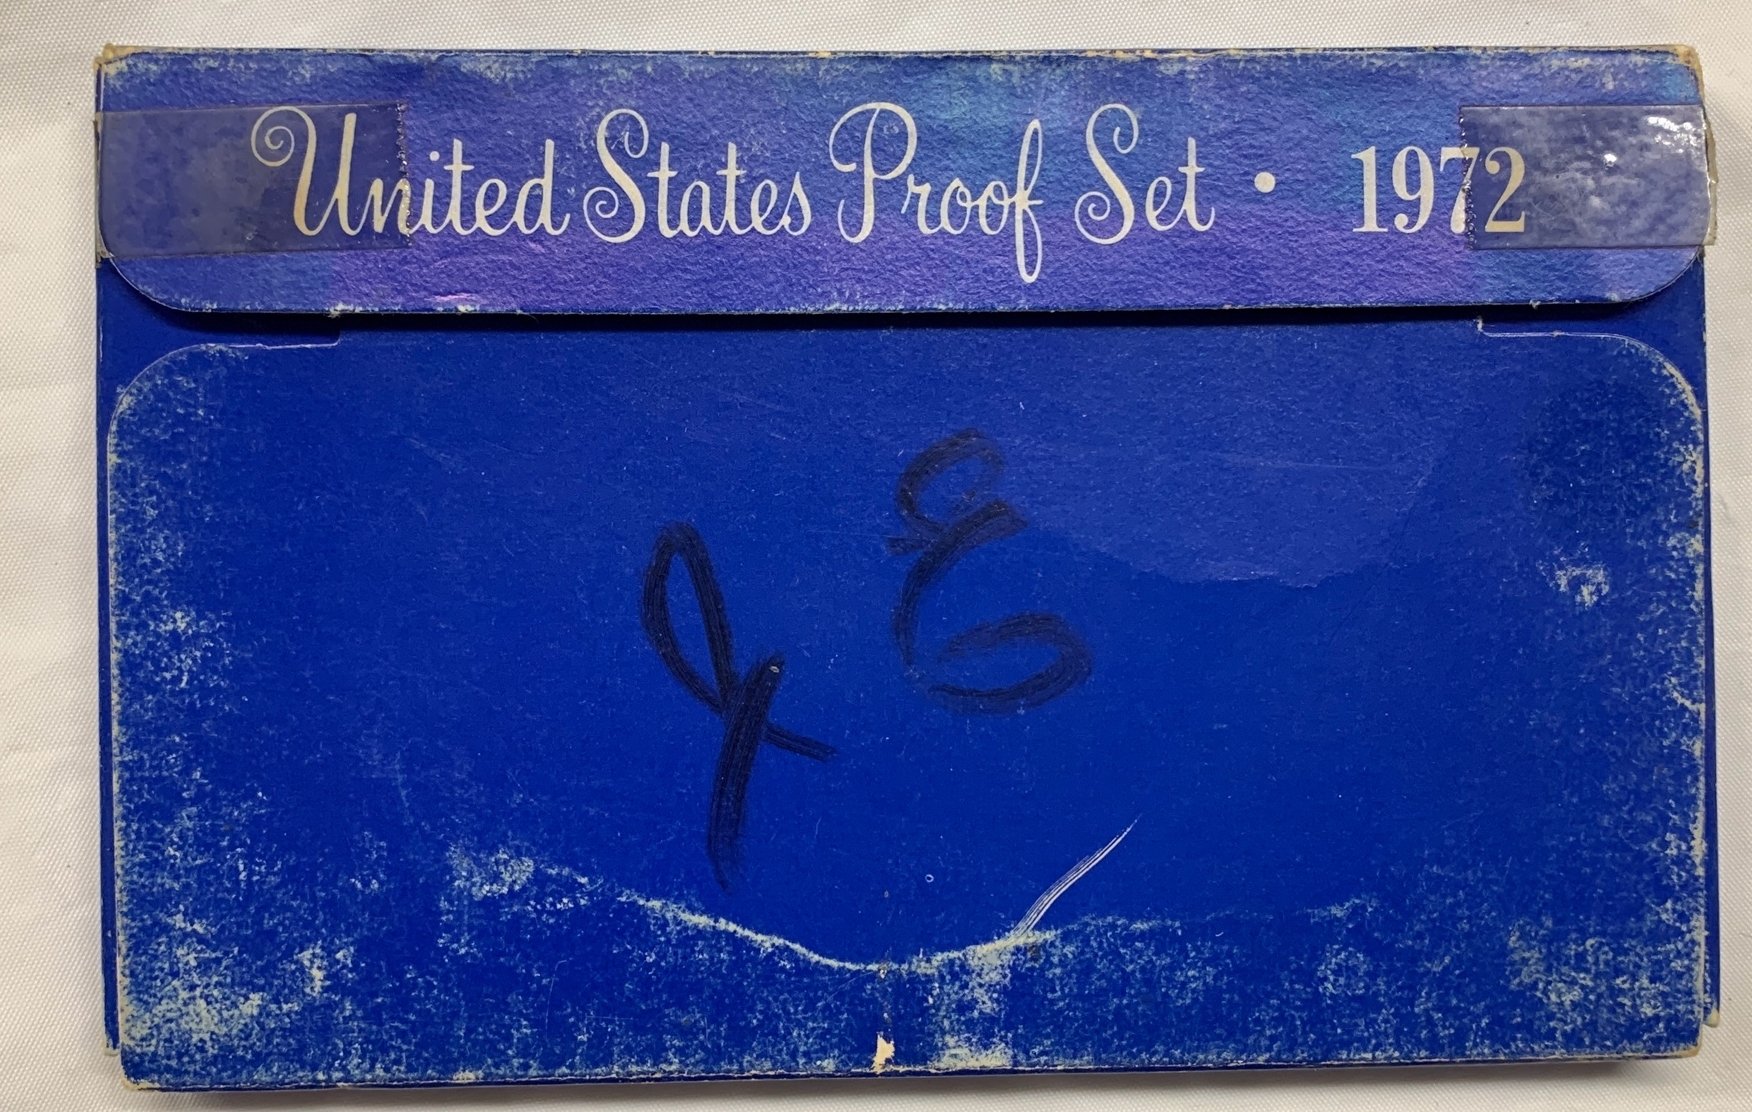 United States Proof Set • 1972